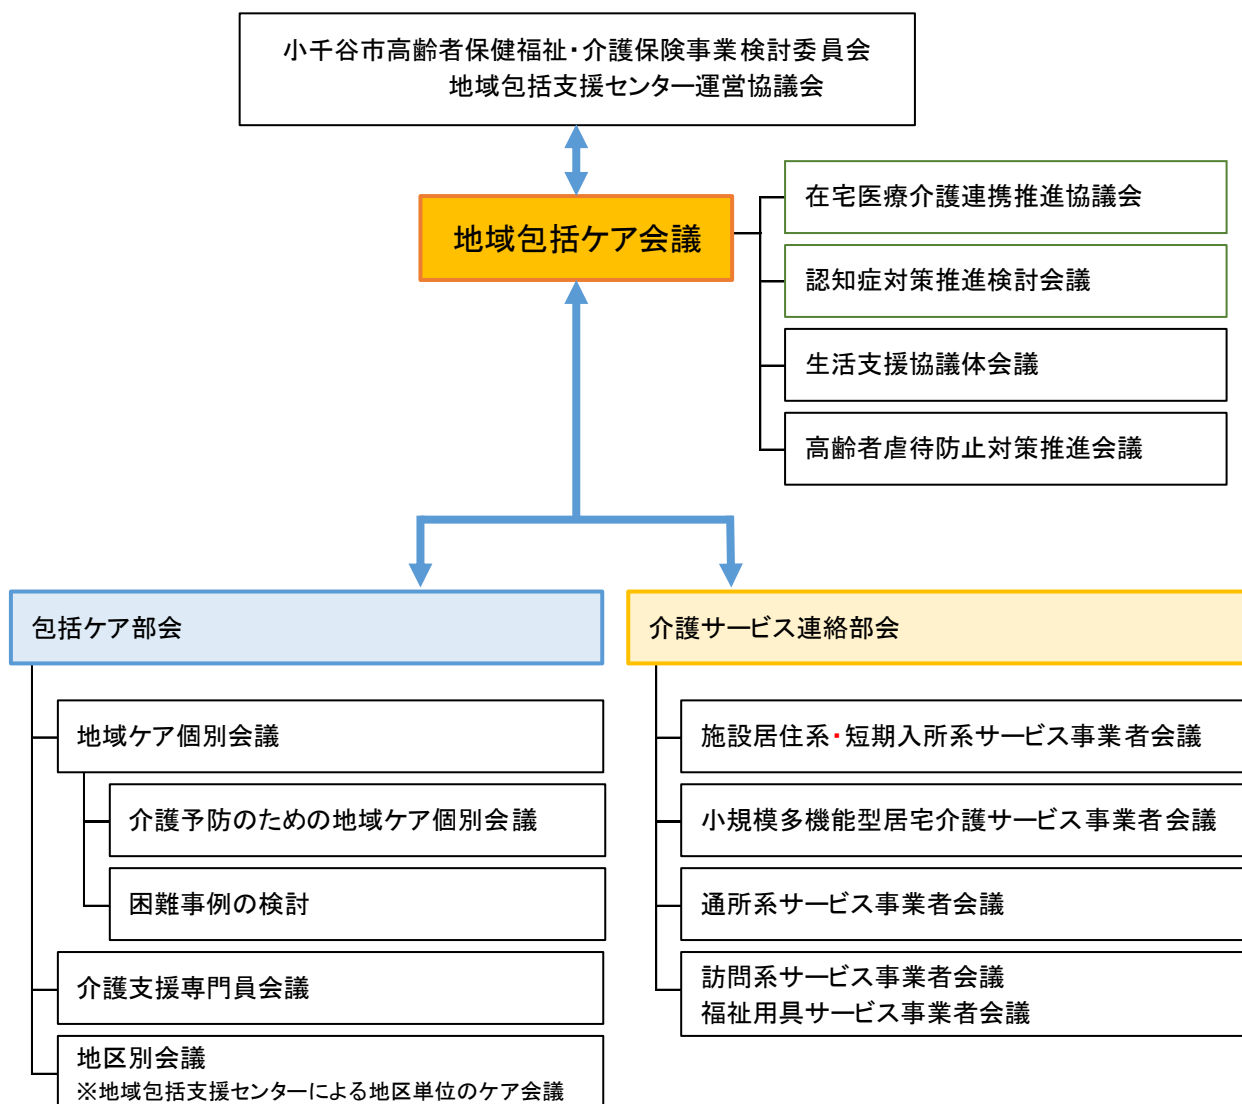 小千谷市高齢者保健福祉・介護保険事業検討委員会
地域包括支援センター運営協議会
地域包括ケア会議
在宅医療介護連携推進協議会
認知症対策推進検討会議
生活支援協議体会議
高齢者虐待防止対策推進会議
包括ケア部会
地域ケア個別会議
介護予防のための地域ケア個別会議
困難事例の検討
介護支援専門員会議
地区別会議
※地域包括支援センターによる地区単位のケア会議
介護サービス連絡部会
施設居住系・短期入所系サービス事業者会議
小規模多機能型居宅介護サービス事業者会議
通所系サービス事業者会議
訪問系サービス事業者会議
福祉用具サービス事業者会議